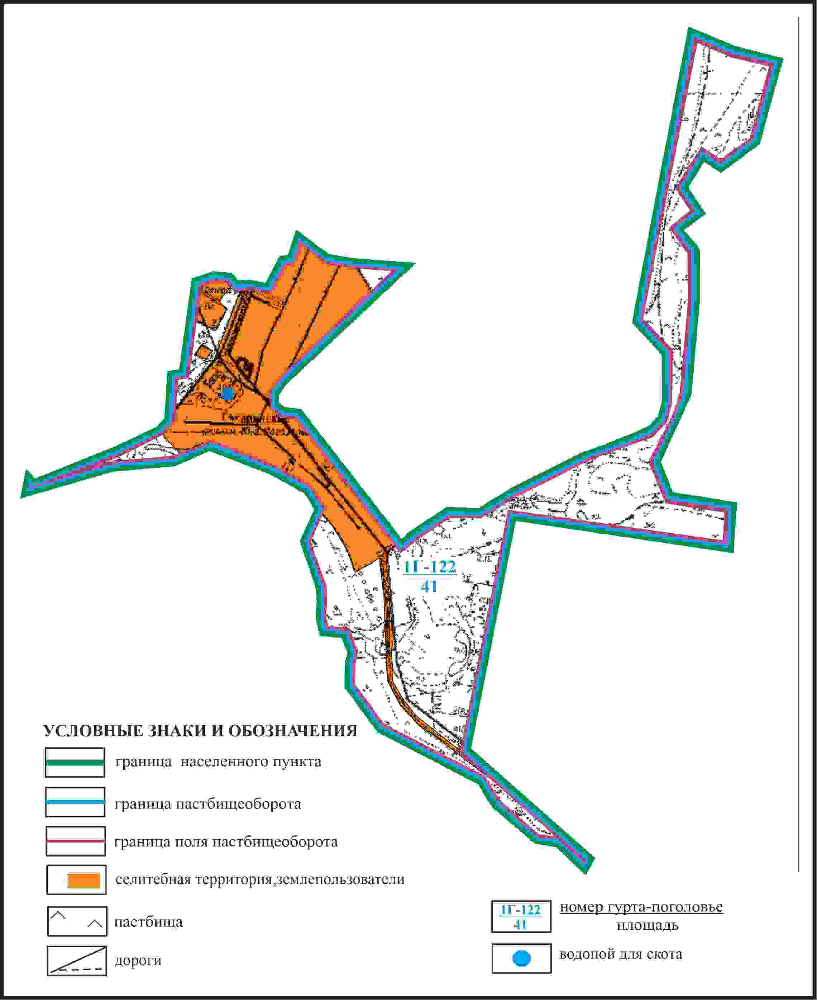 1Г-122
41
УСЛОВНЫЕ ЗНАКИ И ОБОЗНАЧЕНИЯ
граница населенного пункта
граница пастбищеоборота
граница поля пастбищеоборота
селитебная территория,землепользователи
пастбища
дороги
1Г-122
41
номер гурта-поголовье
площадь
водопой для скота